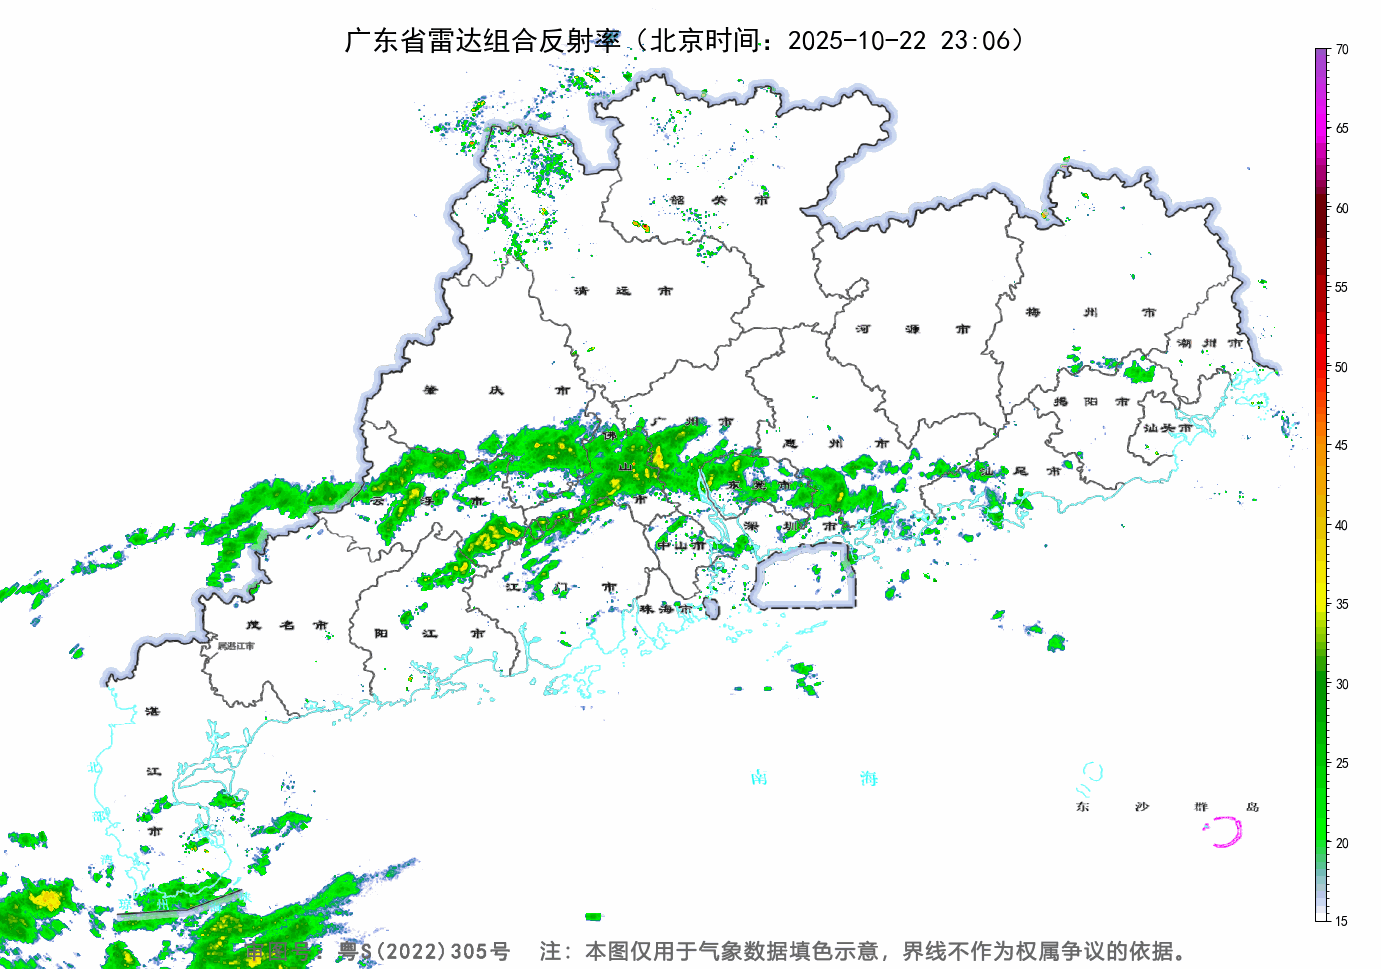 广东省雷达组合反射率（北京时间：2025-10-22 23:06）
70
65
60
55
50
45
40
35
30
25
20
15
韶 关 市
清 远 市
河 源 市
梅 州 市
潮 州 市
肇 庆 市
广 州 市
惠 州 市
揭 阳 市
汕头市
佛
山
市
云 浮 市
东 莞 市
汕 尾 市
深 圳 市
中山市
江 门 市
珠海市
茂 名 市
阳 江 市
属湛江市
湛
江
市
北
部
湾
琼 州
南 海
东 沙 群 岛
审图号：粤S(2022)305号 注：本图仅用于气象数据填色示意，界线不作为权属争议的依据。